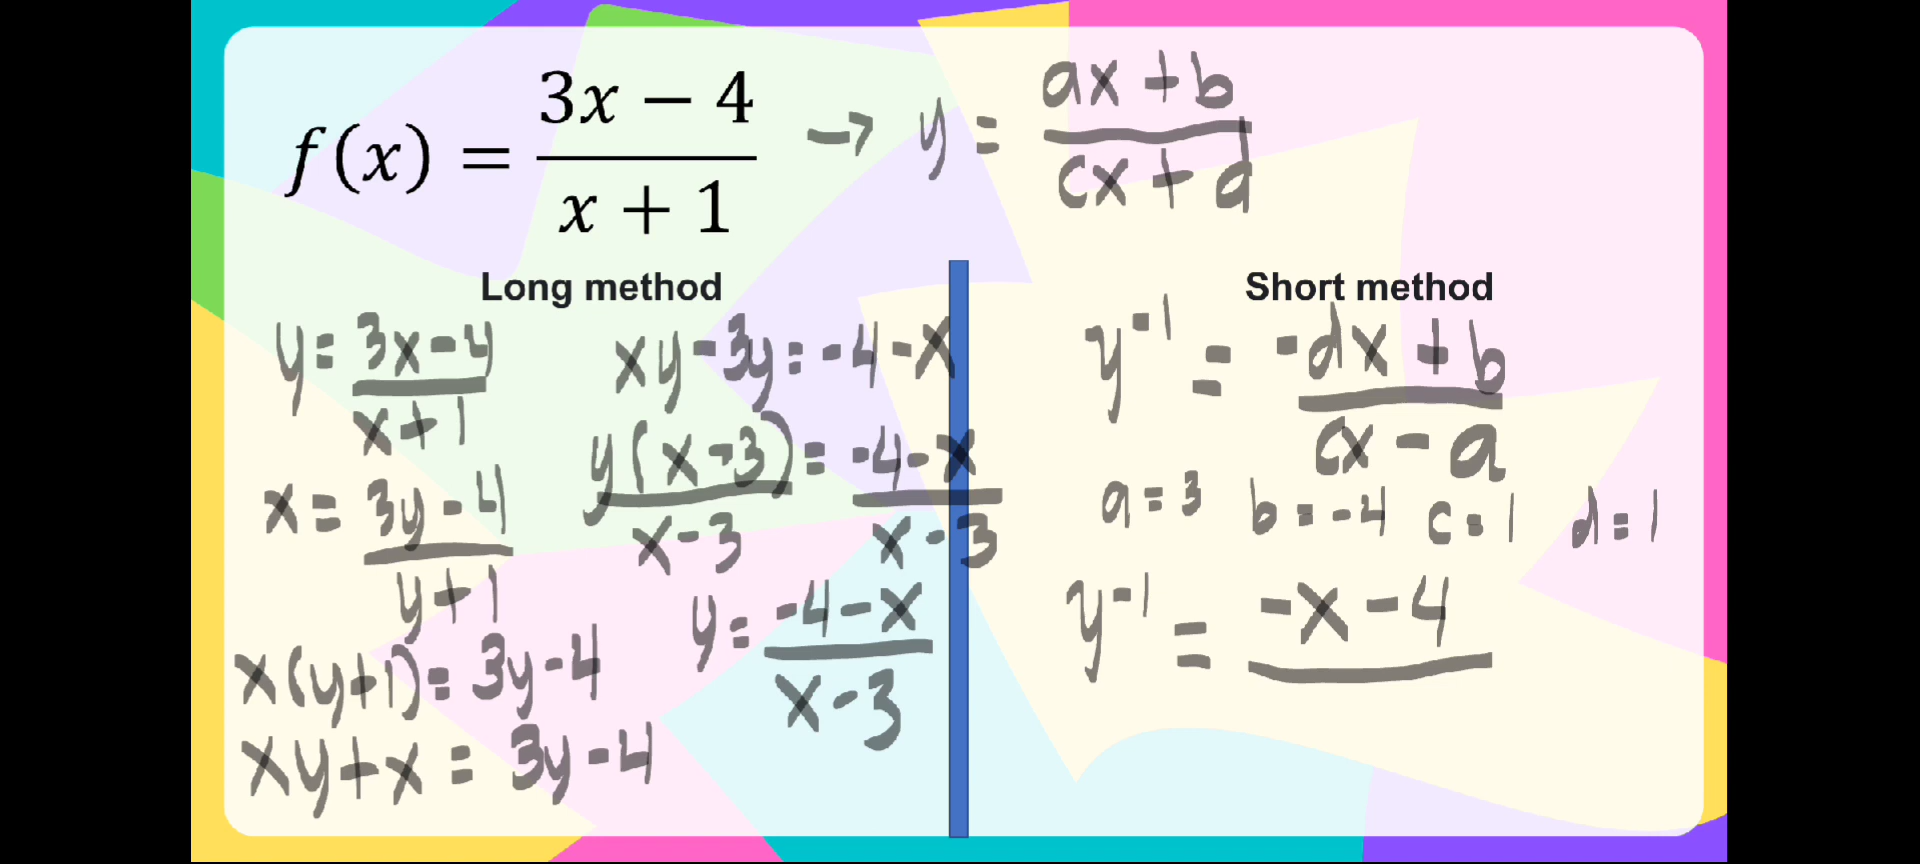 f(x) = (3x − 4)/(x + 1) → y = (ax + b)/(cx + d)
Long method
y = (3x - 4)/(x + 1)
x = (3y - 4)/(y + 1)
x(y+1) = 3y - 4
xy + x = 3y - 4
xy - 3y = -4 - x
y(x - 3)/(x - 3) = (-4 - x)/(x - 3)
y = (-4 - x)/(x - 3)
Short method
y⁻¹ = (-dx + b)/(cx - a)
a = 3 b = -4 c = 1 d = 1
y⁻¹ = (-x - 4)/